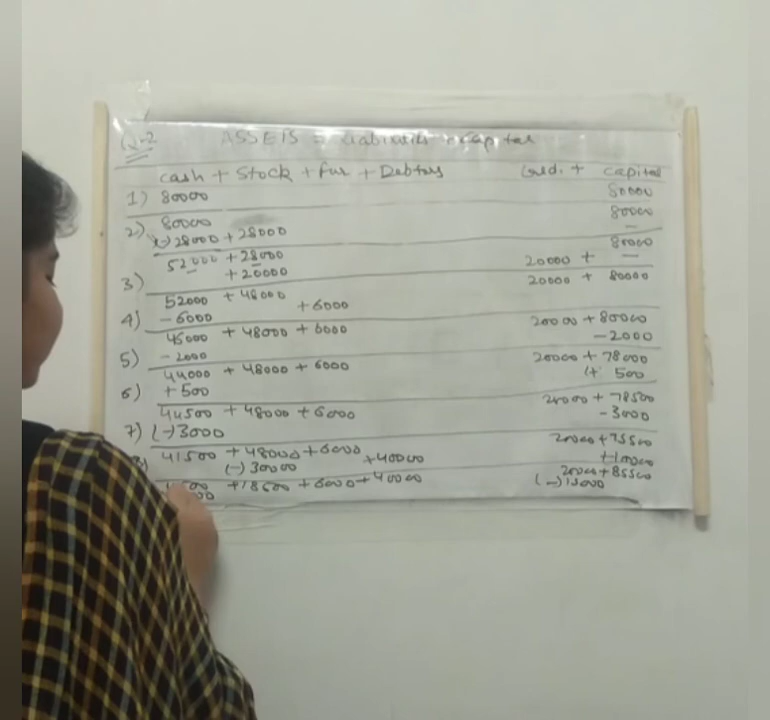 Q-2 ASSETS = Liabilities + Capital
Cash + Stock + Fur + Debtors Cred. + Capital
1) 80000 80000
2) 80000 80000
(-) 28000 + 28000 -
52000 + 28000 80000
3) + 20000 20000 + -
52000 + 48000 20000 + 80000
4) - 6000 + 6000
45000 + 48000 + 6000 20000 + 80000
5) - 2000 - 2000
44000 + 48000 + 6000 20000 + 78000
6) + 500 (+ 500
44500 + 48000 + 6000 20000 + 78500
7) (-) 3000 - 3000
41500 + 48000 + 6000 20000 + 75500
(-) 30000 + 40000 + 10000
+ 18500 + 6000 + 40000 20000 + 85500
(-)